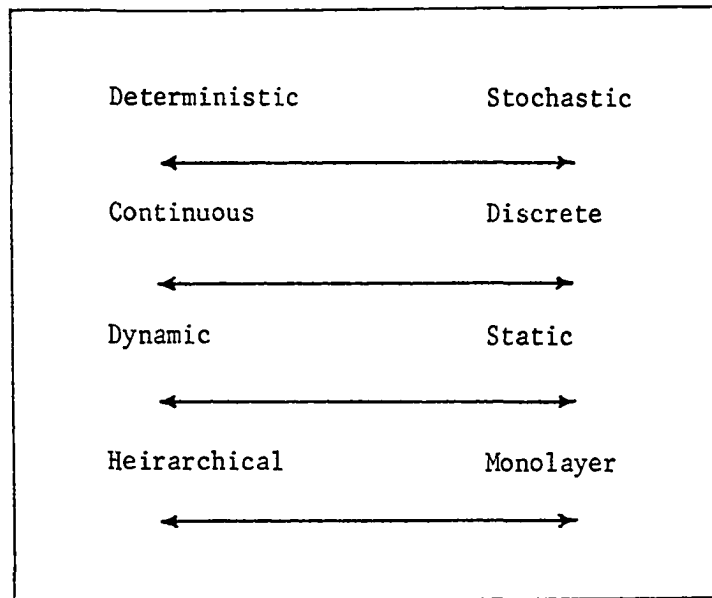 Deterministic Stochastic
Continuous Discrete
Dynamic Static
Heirarchical Monolayer